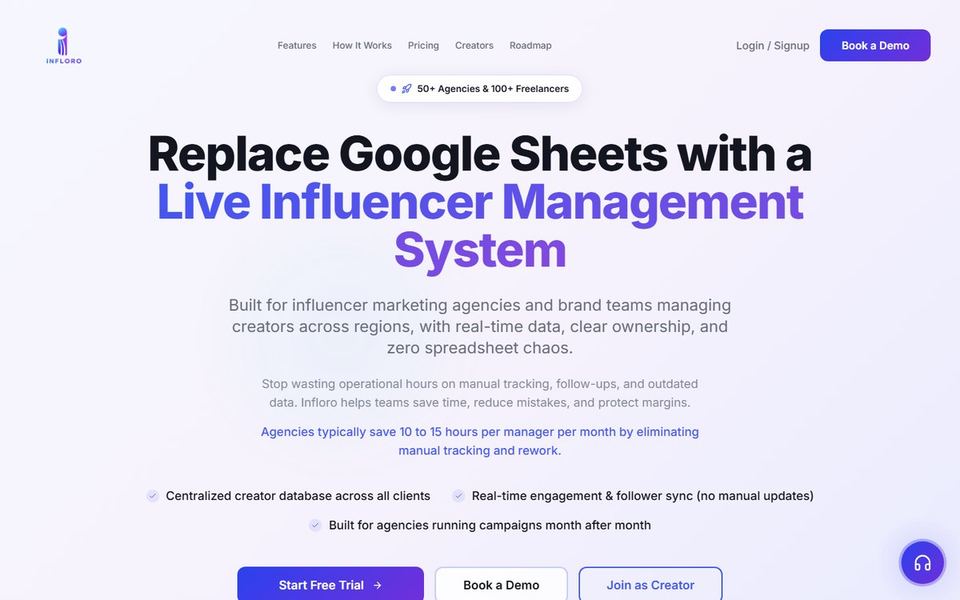 INFLORO
Features How It Works Pricing Creators Roadmap
Login / Signup
Book a Demo
50+ Agencies & 100+ Freelancers
Replace Google Sheets with a
Live Influencer Management
System
Built for influencer marketing agencies and brand teams managing
creators across regions, with real-time data, clear ownership, and
zero spreadsheet chaos.
Stop wasting operational hours on manual tracking, follow-ups, and outdated
data. Infloro helps teams save time, reduce mistakes, and protect margins.
Agencies typically save 10 to 15 hours per manager per month by eliminating
manual tracking and rework.
Centralized creator database across all clients
Real-time engagement & follower sync (no manual updates)
Built for agencies running campaigns month after month
Start Free Trial →
Book a Demo
Join as Creator